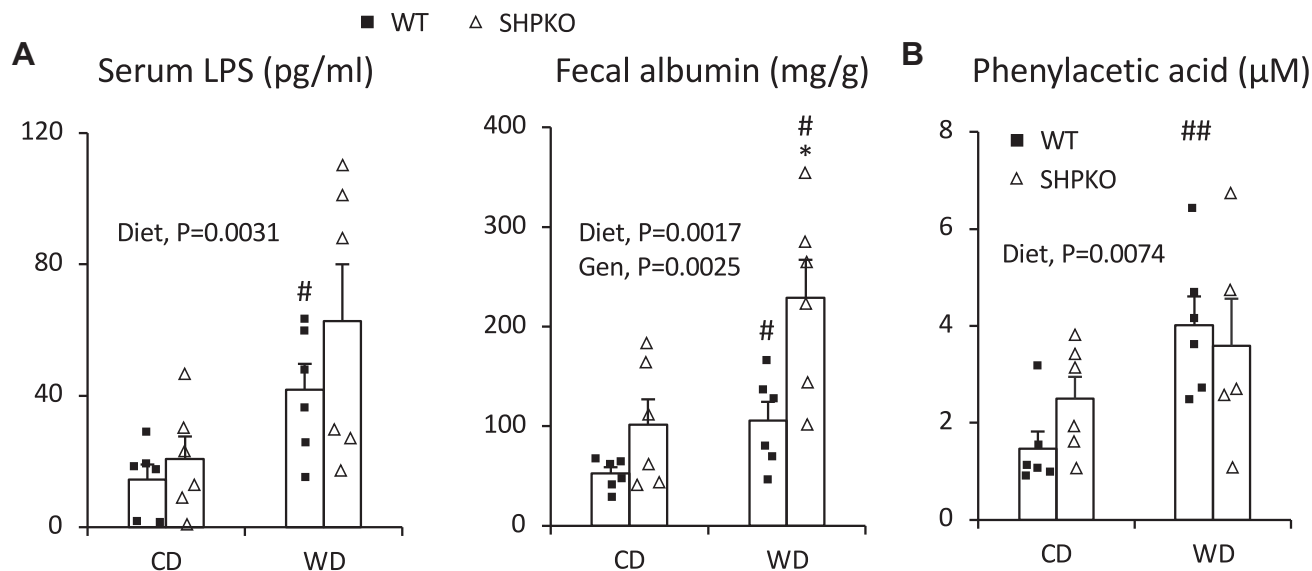 ■ WT △ SHPKO
A
Serum LPS (pg/ml)
120
80
40
0
Diet, P=0.0031
#
CD WD
Fecal albumin (mg/g)
400
300
200
100
0
Diet, P=0.0017
Gen, P=0.0025
#
#
*
CD WD
B
Phenylacetic acid (µM)
8
6
4
2
0
■ WT
△ SHPKO
##
Diet, P=0.0074
CD WD